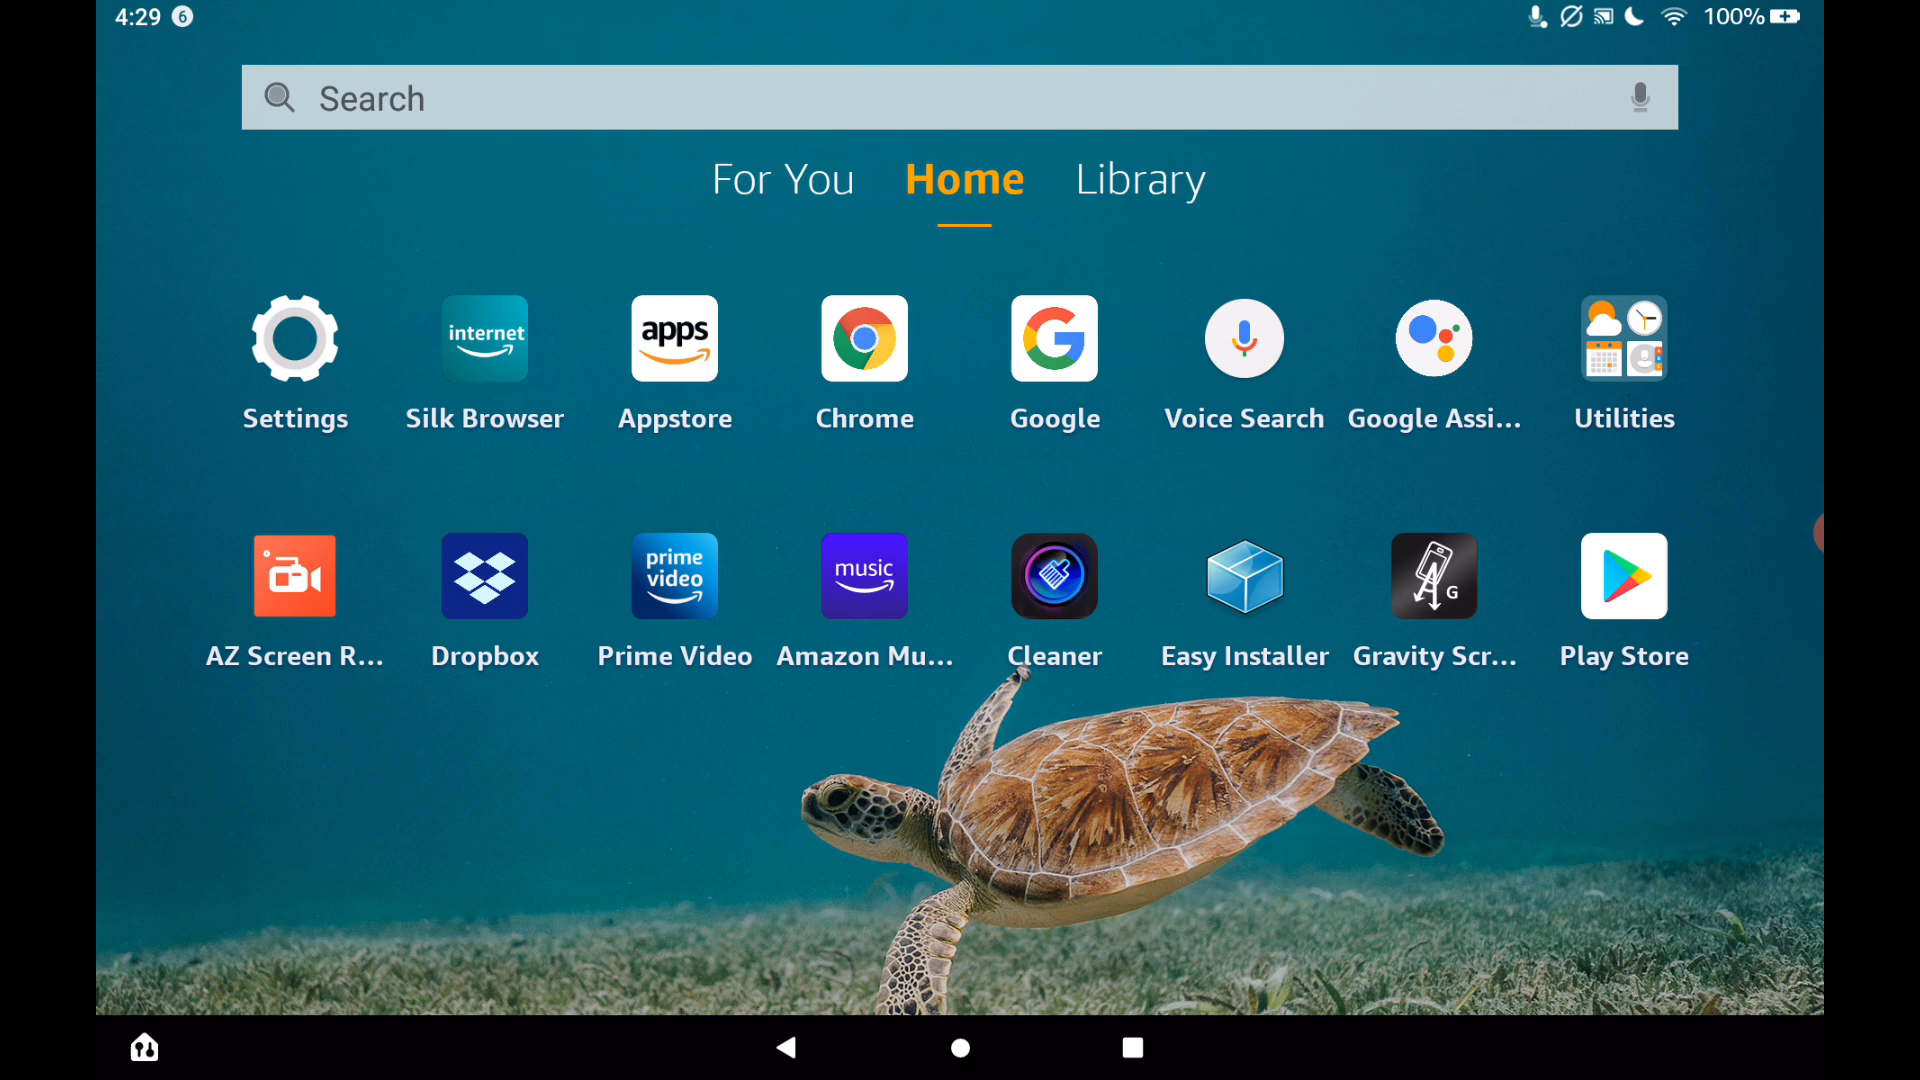 4:29 6 100%
Search
For You Home Library
internet apps
Settings Silk Browser Appstore Chrome Google Voice Search Google Assi... Utilities
prime video music G
AZ Screen R... Dropbox Prime Video Amazon Mu... Cleaner Easy Installer Gravity Scr... Play Store